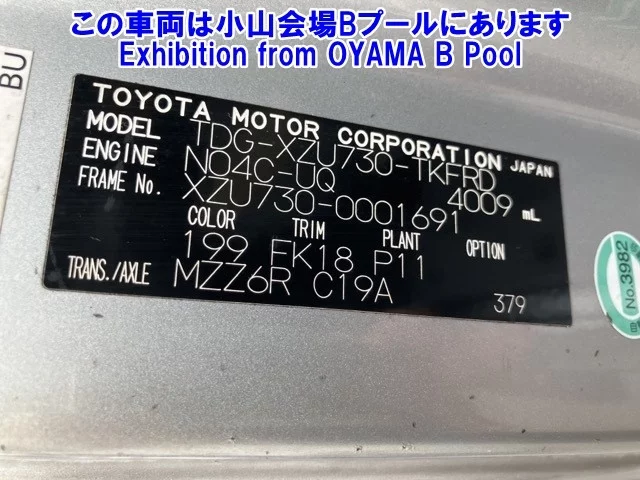 この車両は小山会場Bプールにあります
Exhibition from OYAMA B Pool
BU
TOYOTA MOTOR CORPORATION JAPAN
MODEL TDG-XZU730-TKFRD
ENGINE N04C-UQ 4009 mL
FRAME No. XZU730-0001691
COLOR TRIM PLANT OPTION
199 FK18 P11
TRANS./AXLE MZZ6R C19A
379
No.3982